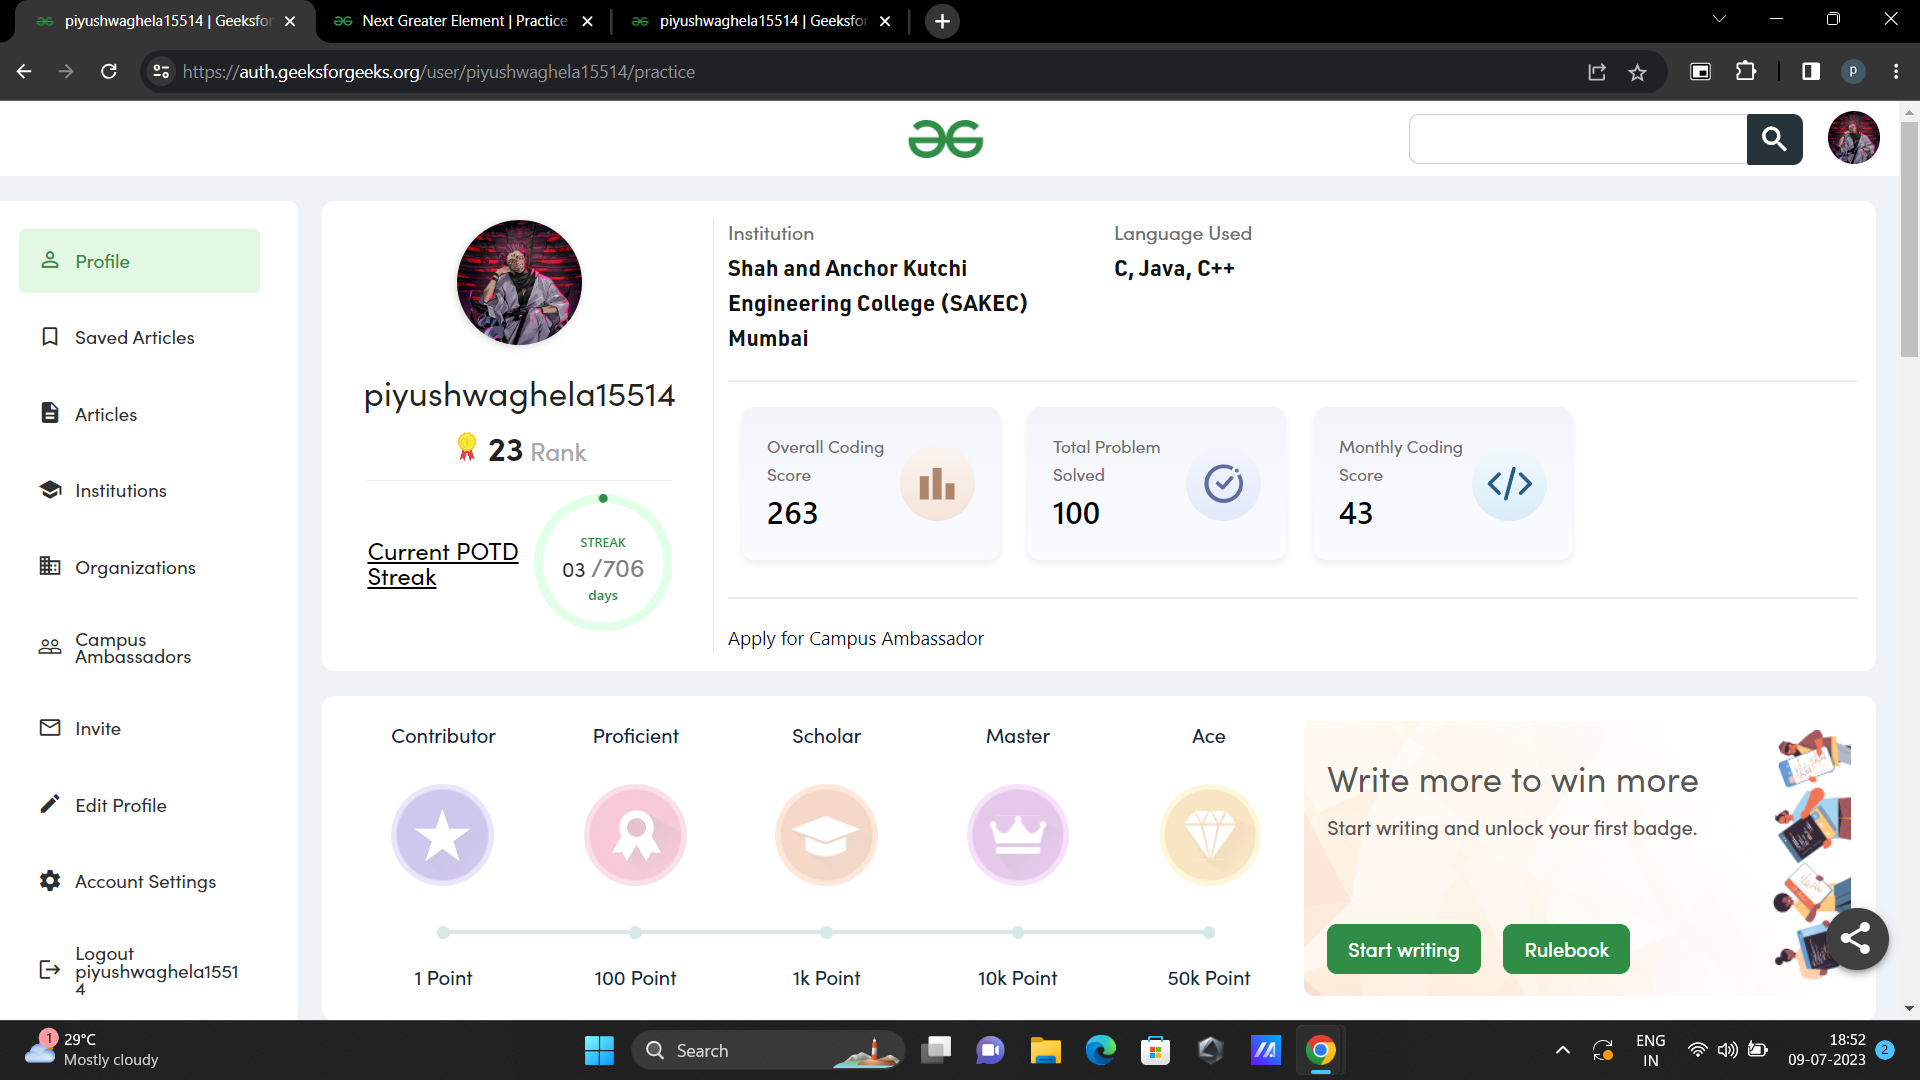 piyushwaghela15514 | Geeksfor
Next Greater Element | Practice
piyushwaghela15514 | Geeksfor
https://auth.geeksforgeeks.org/user/piyushwaghela15514/practice
p
Profile
Saved Articles
Articles
Institutions
Organizations
Campus
Ambassadors
Invite
Edit Profile
Account Settings
Logout
piyushwaghela1551
4
piyushwaghela15514
23 Rank
Current POTD
Streak
STREAK
03 /706
days
Institution
Shah and Anchor Kutchi
Engineering College (SAKEC)
Mumbai
Language Used
C, Java, C++
Overall Coding
Score
263
Total Problem
Solved
100
Monthly Coding
Score
43
Apply for Campus Ambassador
Contributor
Proficient
Scholar
Master
Ace
1 Point
100 Point
1k Point
10k Point
50k Point
Write more to win more
Start writing and unlock your first badge.
Start writing
Rulebook
1
29°C
Mostly cloudy
Search
ENG
IN
18:52
09-07-2023
2